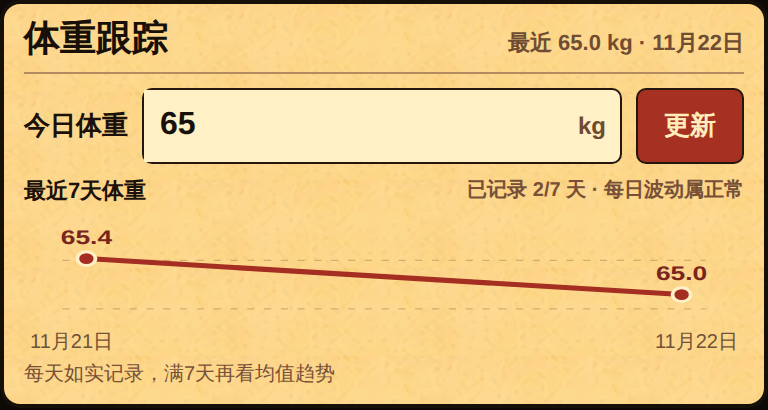 体重跟踪
最近 65.0 kg · 11月22日
今日体重
65
kg
更新
最近7天体重
已记录 2/7 天 · 每日波动属正常
65.4
65.0
11月21日
11月22日
每天如实记录，满7天再看均值趋势